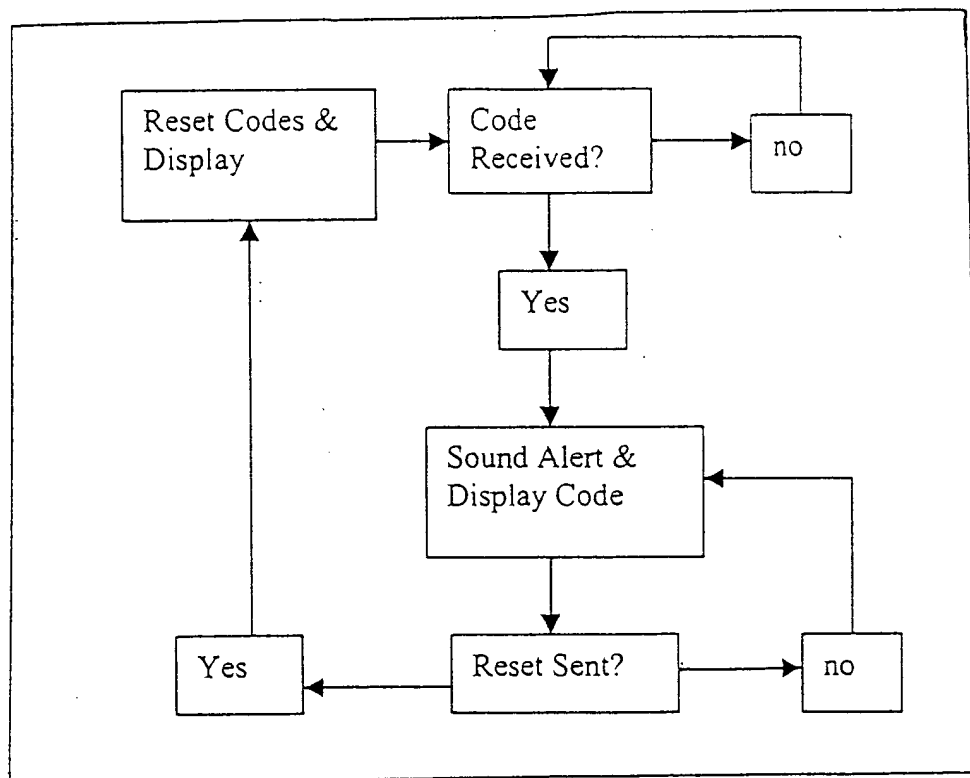 Reset Codes &
Display
Code
Received?
no
Yes
Sound Alert &
Display Code
Yes
Reset Sent?
no